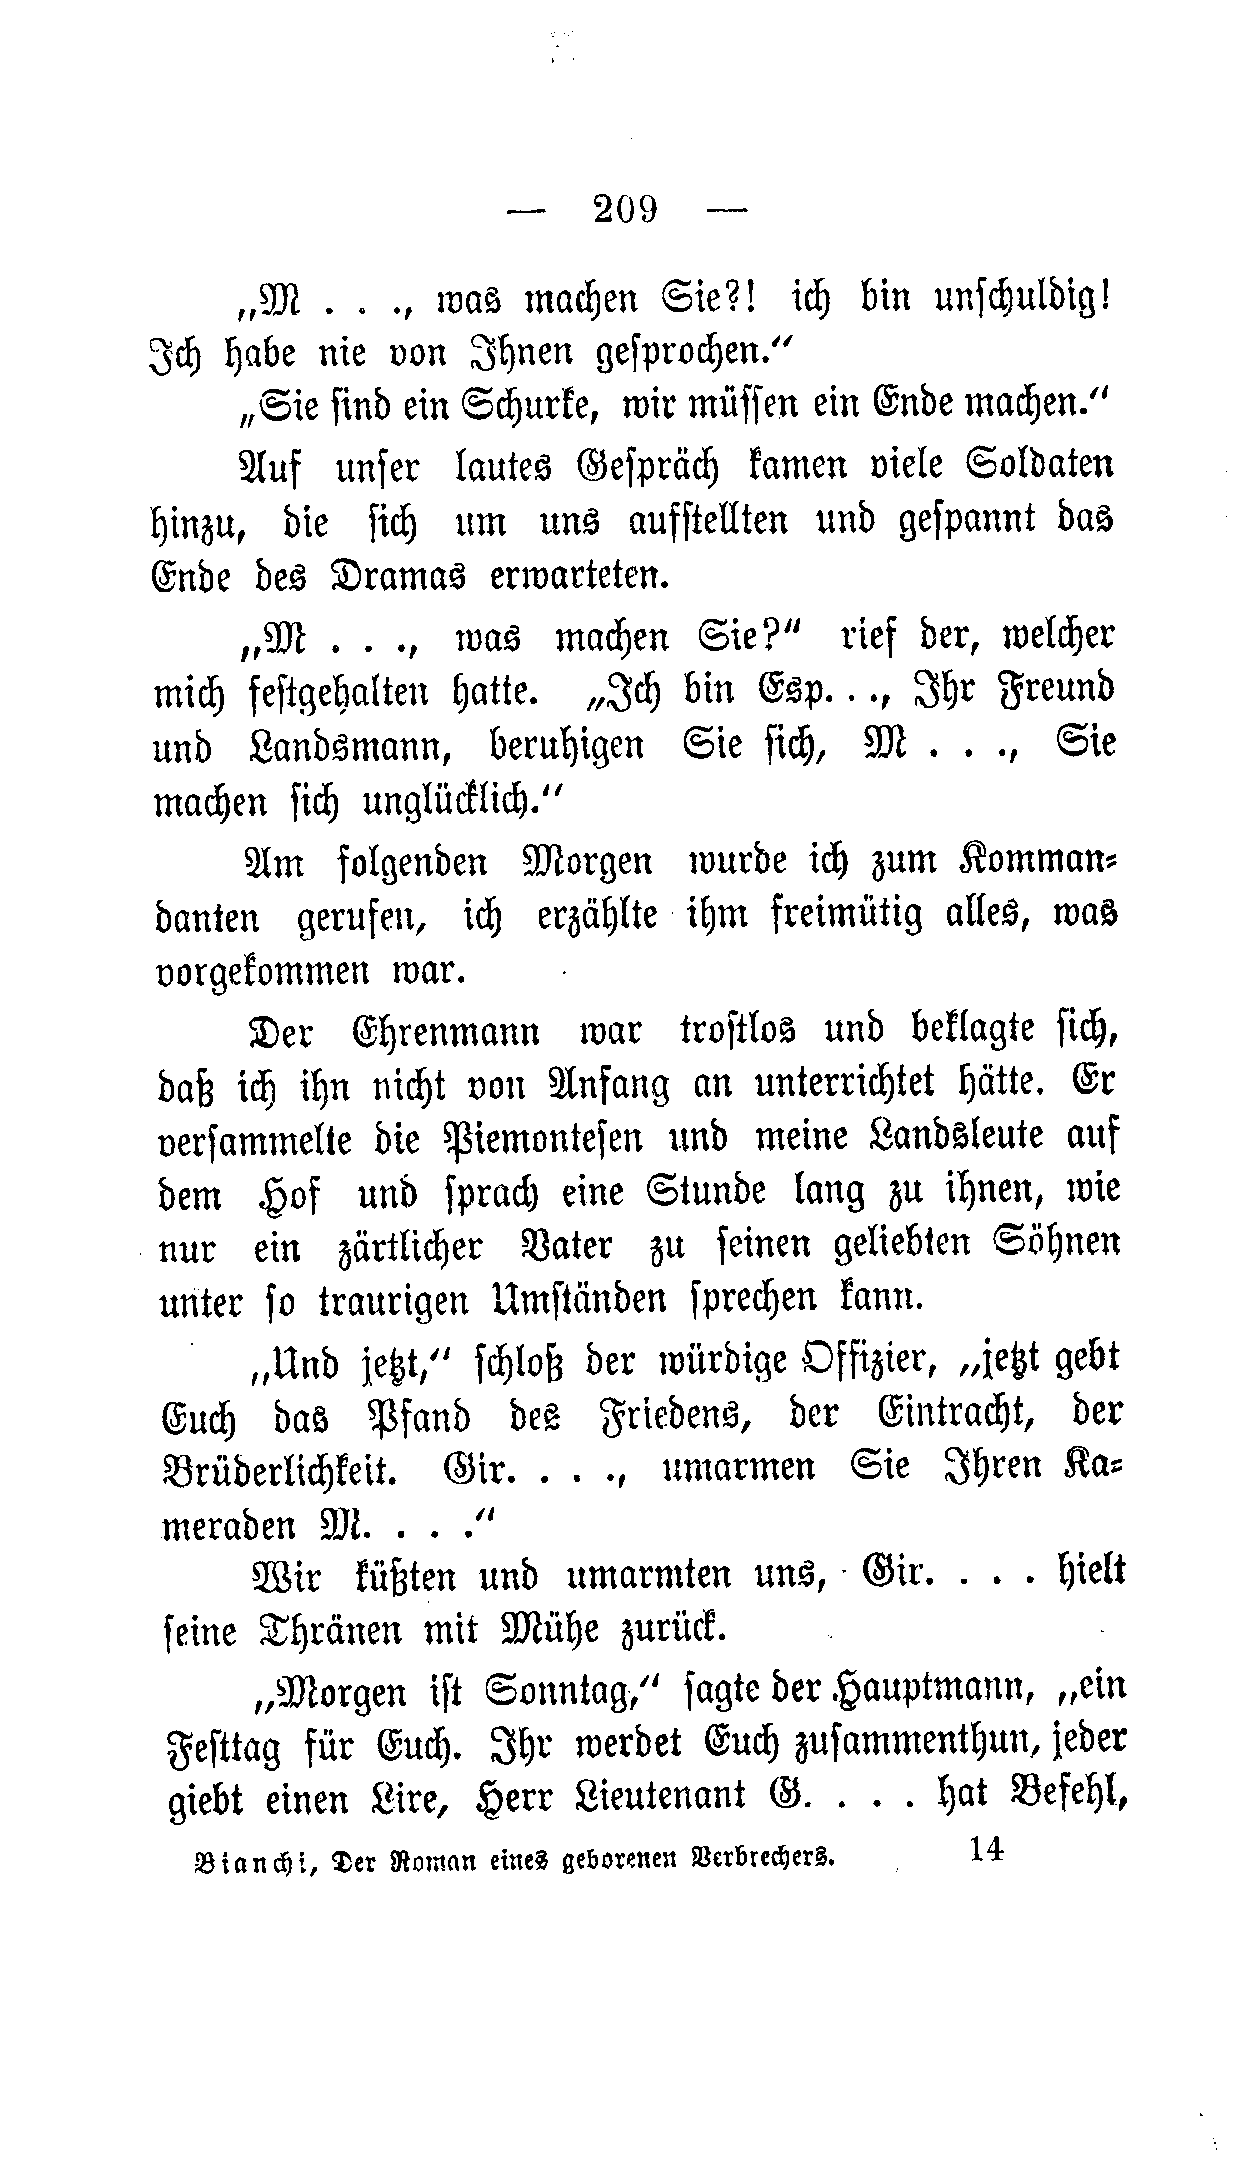 — 209 —
„M . . ., was machen Sie?! ich bin unschuldig!
Ich habe nie von Ihnen gesprochen.“
„Sie sind ein Schurke, wir müssen ein Ende machen.“
Auf unser lautes Gespräch kamen viele Soldaten
hinzu, die sich um uns aufstellten und gespannt das
Ende des Dramas erwarteten.
„M . . ., was machen Sie?“ rief der, welcher
mich festgehalten hatte. „Ich bin Esp. . ., Ihr Freund
und Landsmann, beruhigen Sie sich, M . . ., Sie
machen sich unglücklich.“
Am folgenden Morgen wurde ich zum Komman-
danten gerufen, ich erzählte ihm freimütig alles, was
vorgekommen war.
Der Ehrenmann war trostlos und beklagte sich,
daß ich ihn nicht von Anfang an unterrichtet hätte. Er
versammelte die Piemontesen und meine Landsleute auf
dem Hof und sprach eine Stunde lang zu ihnen, wie
nur ein zärtlicher Vater zu seinen geliebten Söhnen
unter so traurigen Umständen sprechen kann.
„Und jetzt,“ schloß der würdige Offizier, „jetzt gebt
Euch das Pfand des Friedens, der Eintracht, der
Brüderlichkeit. Gir. . . ., umarmen Sie Ihren Ka-
meraden M. . . .“
Wir küßten und umarmten uns, Gir. . . . hielt
seine Thränen mit Mühe zurück.
„Morgen ist Sonntag,“ sagte der Hauptmann, „ein
Festtag für Euch. Ihr werdet Euch zusammenthun, jeder
giebt einen Lire, Herr Lieutenant G. . . . hat Befehl,
Bianchi, Der Roman eines geborenen Verbrechers. 14